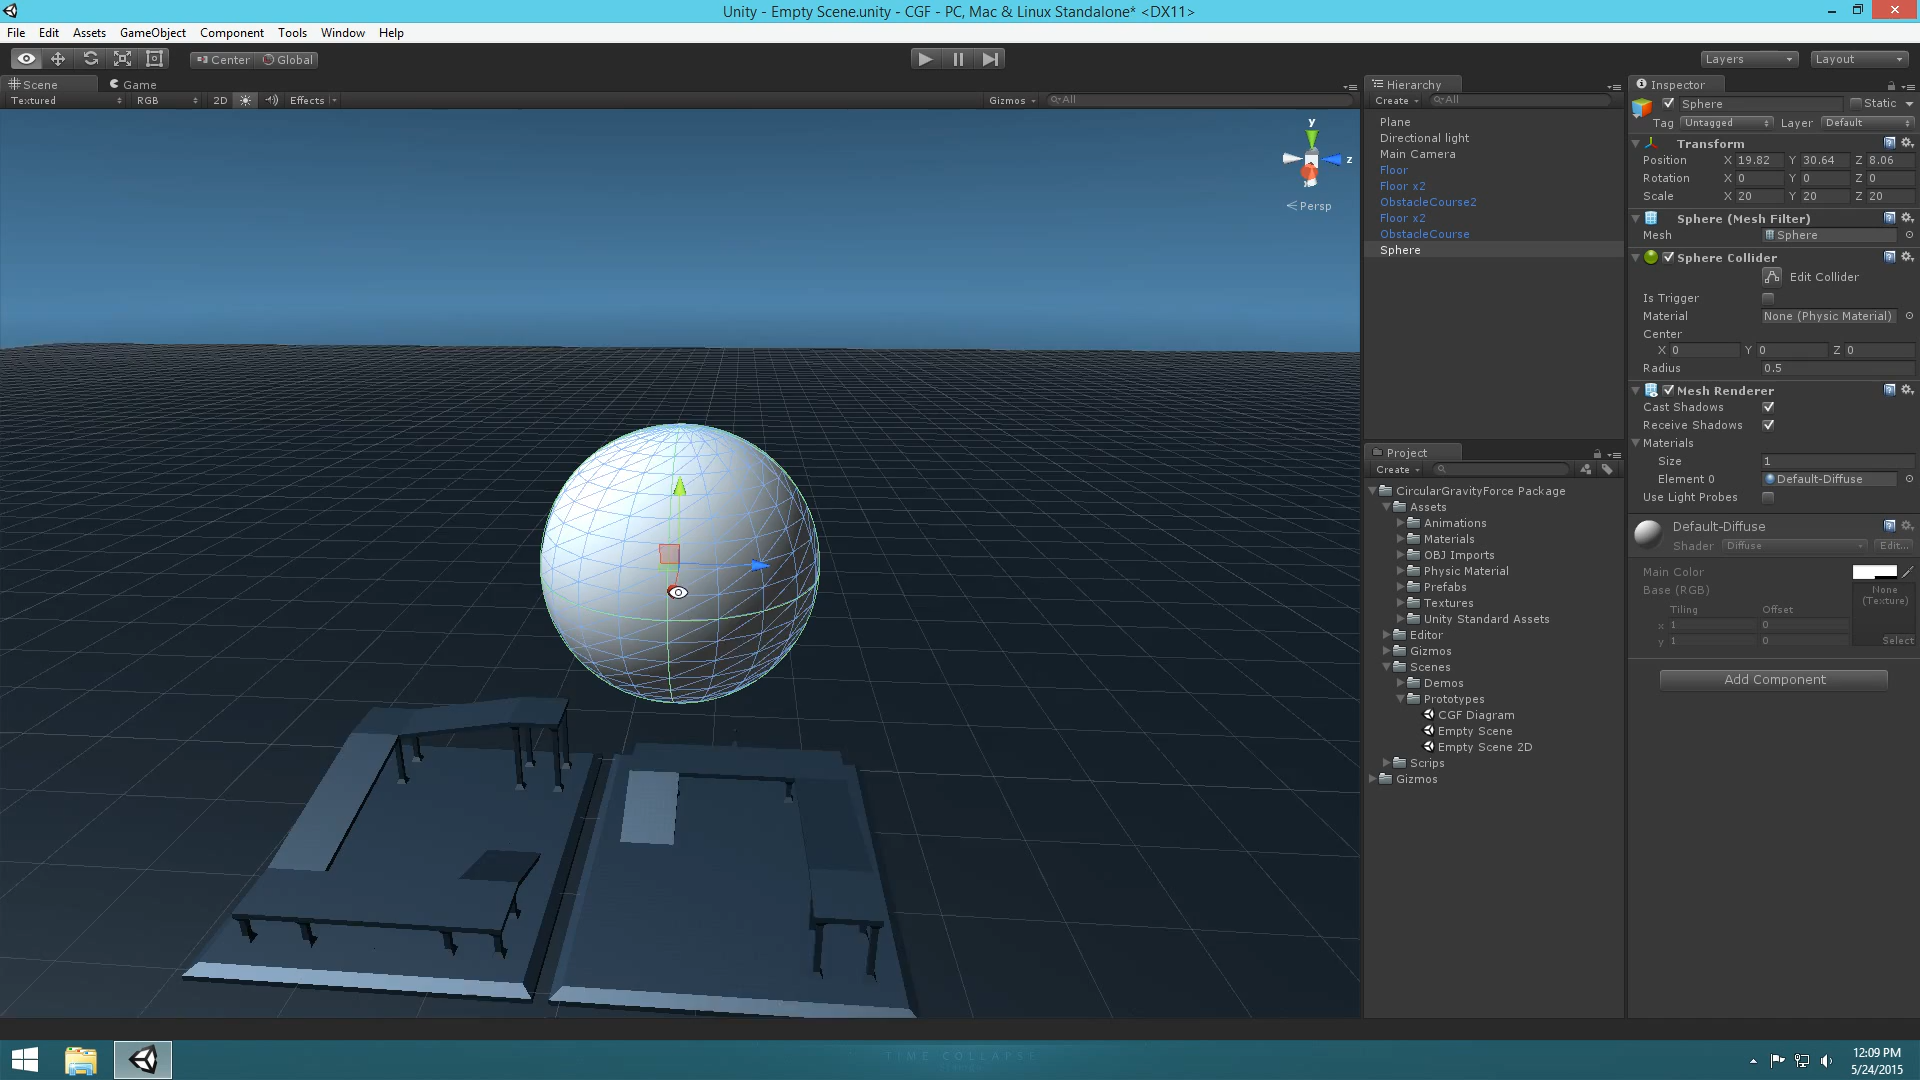 Unity - Empty Scene.unity - CGF - PC, Mac & Linux Standalone* <DX11>
File Edit Assets GameObject Component Tools Window Help
Center Global Layers Layout
Scene Game
Textured RGB 2D Effects Gizmos All
y
z
Persp
Hierarchy
Create All
Plane
Directional light
Main Camera
Floor
Floor x2
ObstacleCourse2
Floor x2
ObstacleCourse
Sphere
Project
Create
CircularGravityForce Package
Assets
Animations
Materials
OBJ Imports
Physic Material
Prefabs
Textures
Unity Standard Assets
Editor
Gizmos
Scenes
Demos
Prototypes
CGF Diagram
Empty Scene
Empty Scene 2D
Scrips
Gizmos
Inspector
Sphere Static
Tag Untagged Layer Default
Transform
Position X 19.82 Y 30.64 Z 8.06
Rotation X 0 Y 0 Z 0
Scale X 20 Y 20 Z 20
Sphere (Mesh Filter)
Mesh Sphere
Sphere Collider
Edit Collider
Is Trigger
Material None (Physic Material)
Center
X 0 Y 0 Z 0
Radius 0.5
Mesh Renderer
Cast Shadows
Receive Shadows
Materials
Size 1
Element 0 Default-Diffuse
Use Light Probes
Default-Diffuse
Shader Diffuse Edit...
Main Color
Base (RGB) None
(Texture)
Tiling Offset
x 1 0
y 1 0 Select
Add Component
TIME COLLAPSE
12:09 PM
5/24/2015